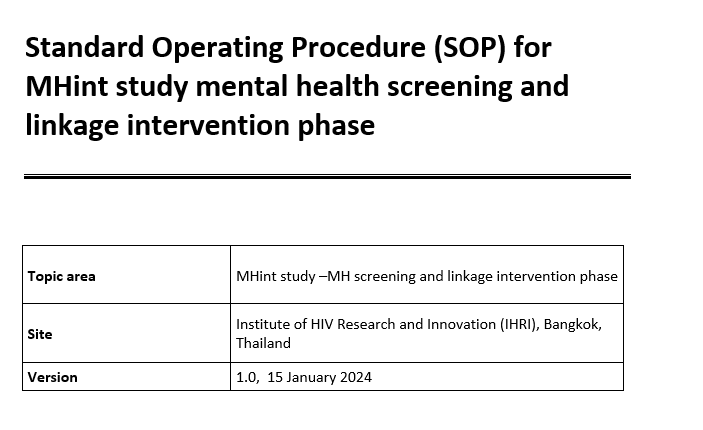 Standard Operating Procedure (SOP) for
MHint study mental health screening and
linkage intervention phase
Topic area
MHint study –MH screening and linkage intervention phase
Site
Institute of HIV Research and Innovation (IHRI), Bangkok,
Thailand
Version
1.0,  15 January 2024